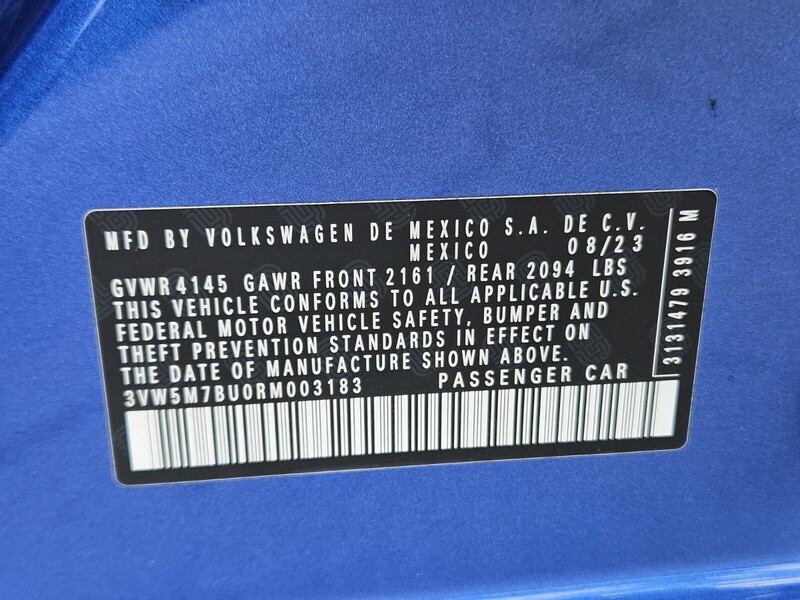 MFD BY VOLKSWAGEN DE MEXICO S.A. DE C.V.
MEXICO 08/23
GVWR 4145 GAWR FRONT 2161 / REAR 2094 LBS
THIS VEHICLE CONFORMS TO ALL APPLICABLE U.S.
FEDERAL MOTOR VEHICLE SAFETY, BUMPER AND
THEFT PREVENTION STANDARDS IN EFFECT ON
THE DATE OF MANUFACTURE SHOWN ABOVE.
3VW5M7BU0RM003183 PASSENGER CAR
3131479 3916 M